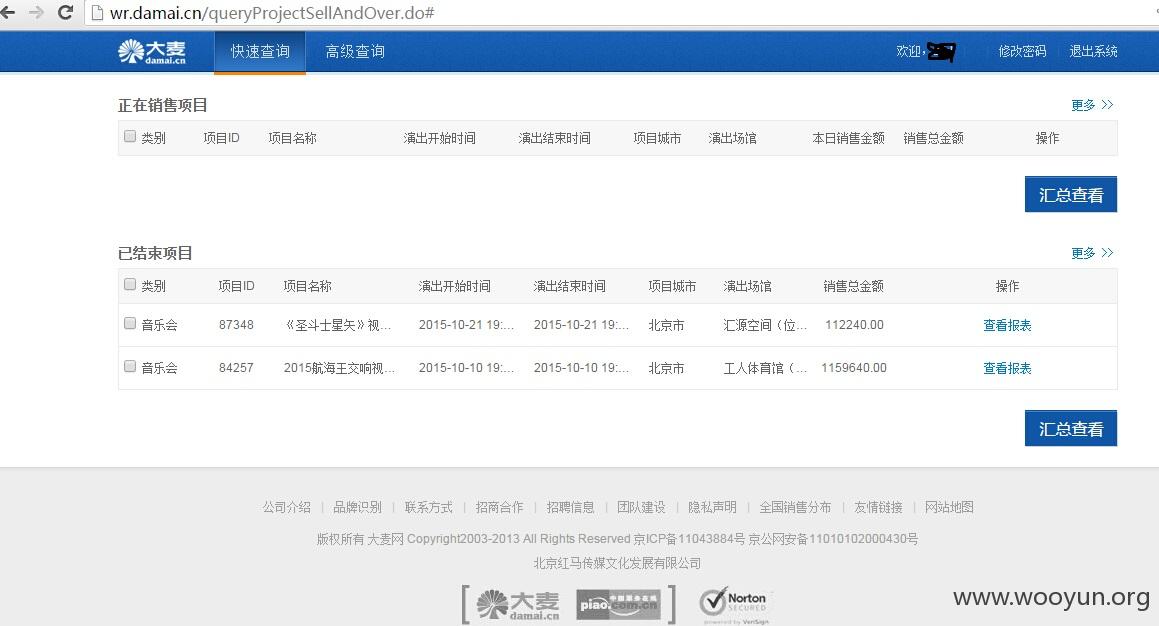 wr.damai.cn/queryProjectSellAndOver.do#
大麦 damai.cn 快速查询 高级查询 欢迎, 修改密码 退出系统
正在销售项目 更多 >>
类别 项目ID 项目名称 演出开始时间 演出结束时间 项目城市 演出场馆 本日销售金额 销售总金额 操作
汇总查看
已结束项目 更多 >>
类别 项目ID 项目名称 演出开始时间 演出结束时间 项目城市 演出场馆 销售总金额 操作
音乐会 87348 《圣斗士星矢》视... 2015-10-21 19:... 2015-10-21 19:... 北京市 汇源空间（位... 112240.00 查看报表
音乐会 84257 2015航海王交响视... 2015-10-10 19:... 2015-10-10 19:... 北京市 工人体育馆（... 1159640.00 查看报表
汇总查看
公司介绍 | 品牌识别 | 联系方式 | 招商合作 | 招聘信息 | 团队建设 | 隐私声明 | 全国销售分布 | 友情链接 | 网站地图
版权所有 大麦网 Copyright2003-2013 All Rights Reserved 京ICP备11043884号 京公网安备11010102000430号
北京红马传媒文化发展有限公司
[ 大麦 damai.cn piao.com.cn 中国票务在线 ] Norton SECURED powered by VeriSign
www.wooyun.org